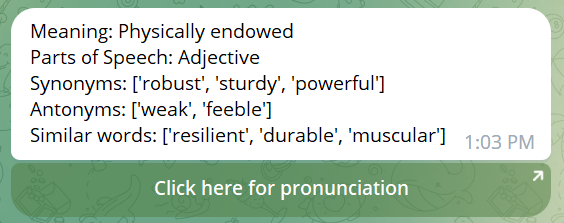 Meaning: Physically endowed
Parts of Speech: Adjective
Synonyms: ['robust', 'sturdy', 'powerful']
Antonyms: ['weak', 'feeble']
Similar words: ['resilient', 'durable', 'muscular']
1:03 PM
Click here for pronunciation